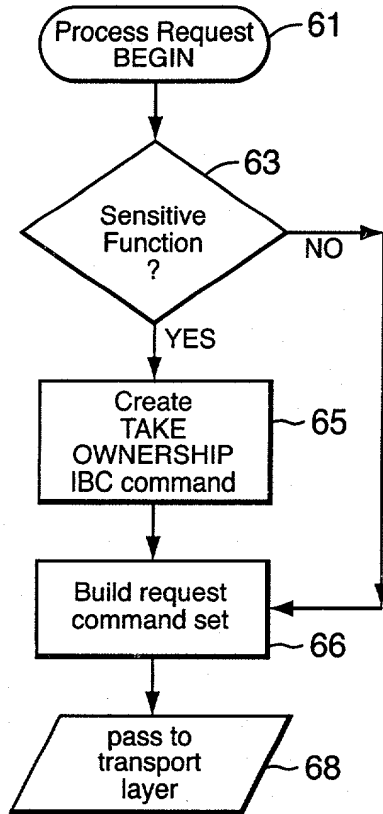 Process Request
BEGIN
61
63
Sensitive
Function
?
NO
YES
Create
TAKE
OWNERSHIP
IBC command
65
Build request
command set
66
pass to
transport
layer
68